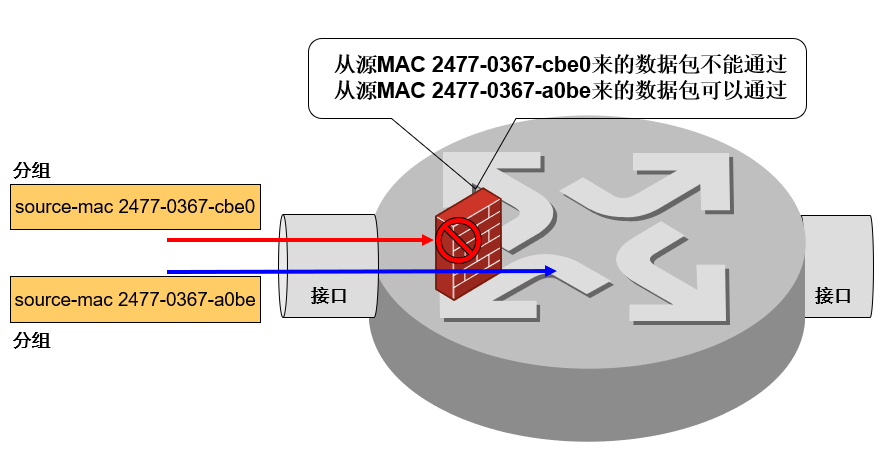 从源MAC 2477-0367-cbe0来的数据包不能通过
从源MAC 2477-0367-a0be来的数据包可以通过
分组
source-mac 2477-0367-cbe0
source-mac 2477-0367-a0be
分组
接口
接口